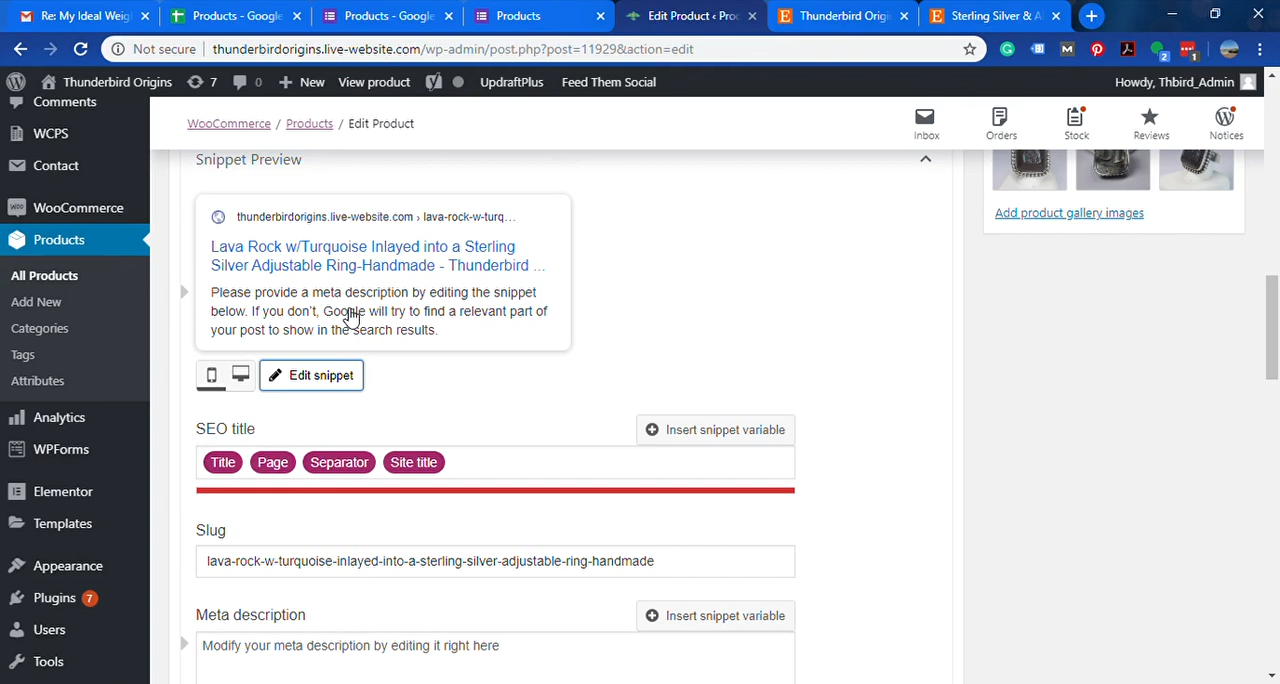 Re: My Ideal Weig
Products - Google
Products - Google
Products
Edit Product ‹ Pro
Thunderbird Origi
Sterling Silver & A
Not secure
thunderbirdorigins.live-website.com/wp-admin/post.php?post=11929&action=edit
2
1
Thunderbird Origins
7
0
New
View product
UpdraftPlus
Feed Them Social
Howdy, Thbird_Admin
Comments
WCPS
Contact
WooCommerce
Products
All Products
Add New
Categories
Tags
Attributes
Analytics
WPForms
Elementor
Templates
Appearance
Plugins 7
Users
Tools
WooCommerce / Products / Edit Product
Inbox
Orders
Stock
Reviews
Notices
Snippet Preview
thunderbirdorigins.live-website.com › lava-rock-w-turq...
Lava Rock w/Turquoise Inlayed into a Sterling
Silver Adjustable Ring-Handmade - Thunderbird ...
Please provide a meta description by editing the snippet
below. If you don't, Google will try to find a relevant part of
your post to show in the search results.
Edit snippet
SEO title
Insert snippet variable
Title
Page
Separator
Site title
Slug
lava-rock-w-turquoise-inlayed-into-a-sterling-silver-adjustable-ring-handmade
Meta description
Insert snippet variable
Modify your meta description by editing it right here
Add product gallery images